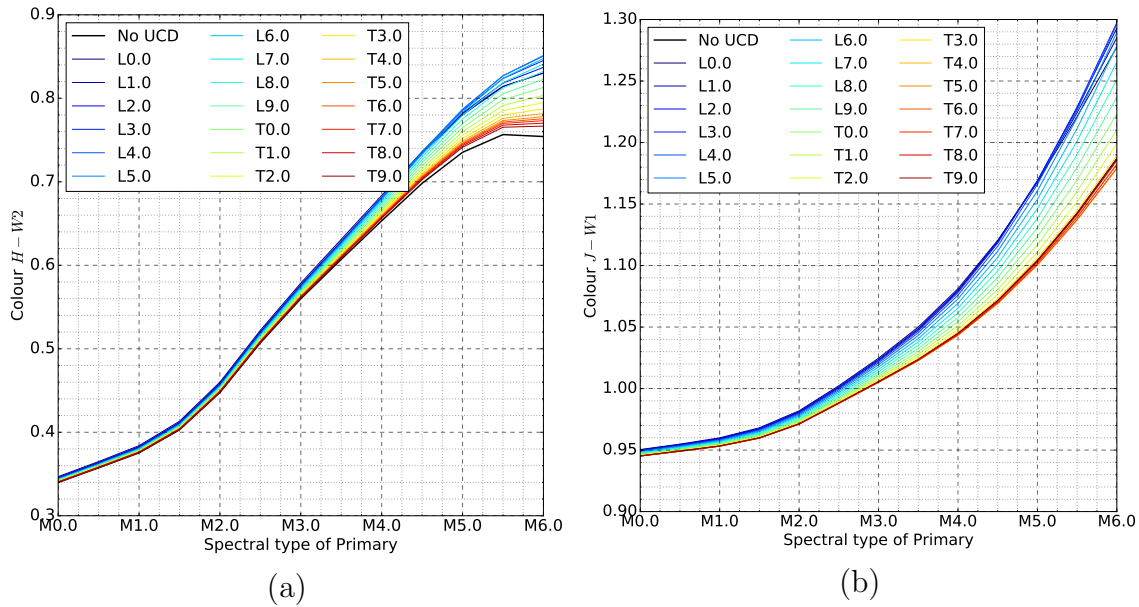 0.9
0.8
0.7
0.6
0.5
0.4
0.3
Colour H − W2
No UCD L6.0 T3.0
L0.0 L7.0 T4.0
L1.0 L8.0 T5.0
L2.0 L9.0 T6.0
L3.0 T0.0 T7.0
L4.0 T1.0 T8.0
L5.0 T2.0 T9.0
M0.0 M1.0 M2.0 M3.0 M4.0 M5.0 M6.0
Spectral type of Primary
(a)
1.30
1.25
1.20
1.15
1.10
1.05
1.00
0.95
0.90
Colour J − W1
No UCD L6.0 T3.0
L0.0 L7.0 T4.0
L1.0 L8.0 T5.0
L2.0 L9.0 T6.0
L3.0 T0.0 T7.0
L4.0 T1.0 T8.0
L5.0 T2.0 T9.0
M0.0 M1.0 M2.0 M3.0 M4.0 M5.0 M6.0
Spectral type of Primary
(b)